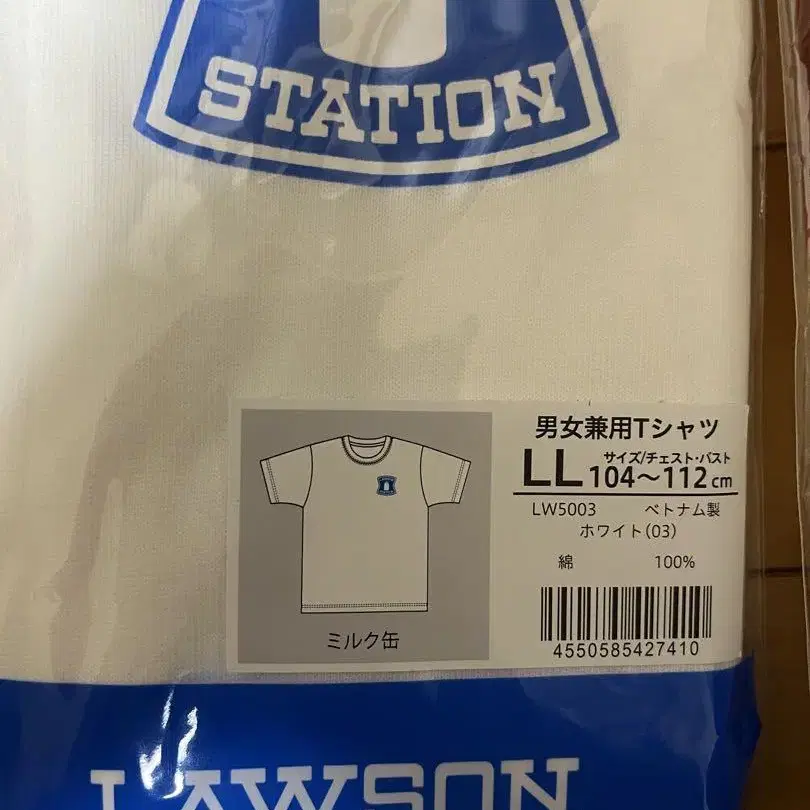 STATION
男女兼用Tシャツ
サイズ/チェスト・バスト
LL 104〜112cm
LW5003 ベトナム製
ホワイト(03)
綿 100%
4550585427410
ミルク缶
LAWSON